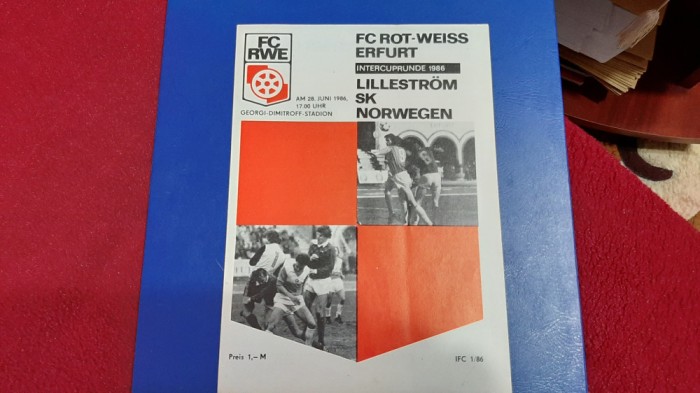 FC
RWE
AM 28. JUNI 1986,
17.00 UHR
GEORGI-DIMITROFF-STADION
FC ROT-WEISS
ERFURT
INTERCUPRUNDE 1986
LILLESTRÖM
SK
NORWEGEN
Preis 1,– M
IFC 1/86